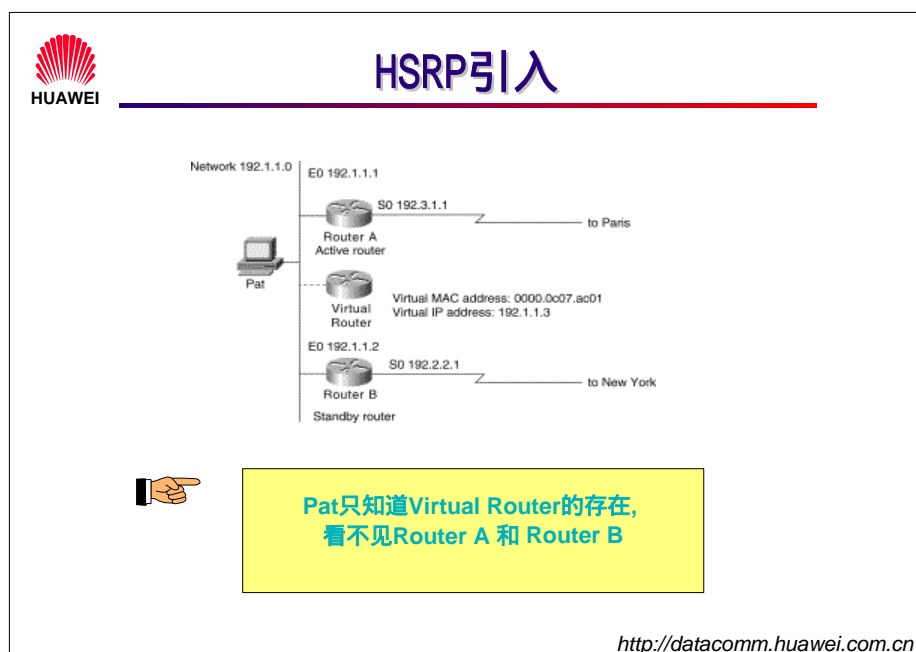 HUAWEI
HSRP引入
Network 192.1.1.0
E0 192.1.1.1
S0 192.3.1.1
to Paris
Router A
Active router
Pat
Virtual
Router
Virtual MAC address: 0000.0c07.ac01
Virtual IP address: 192.1.1.3
E0 192.1.1.2
S0 192.2.2.1
to New York
Router B
Standby router
Pat只知道Virtual Router的存在,
看不见Router A 和 Router B
http://datacomm.huawei.com.cn